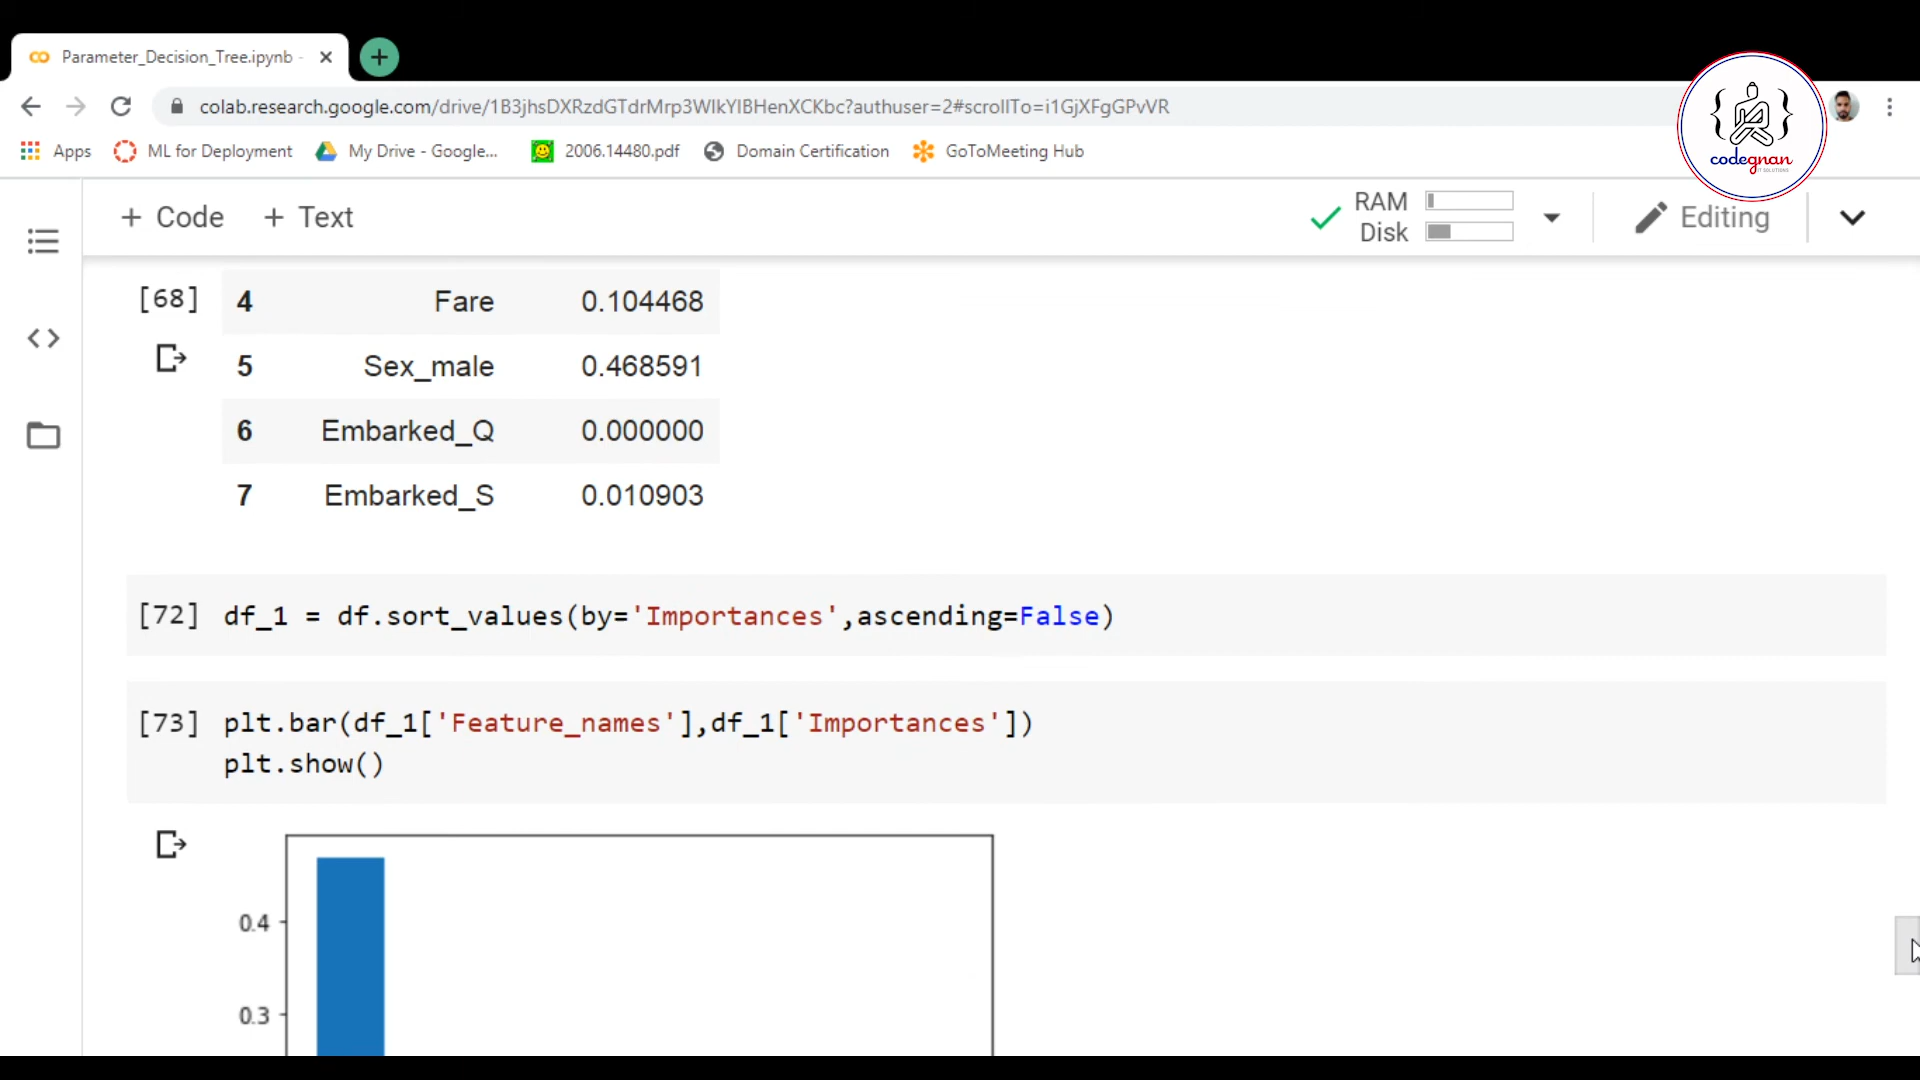 Parameter_Decision_Tree.ipynb -
colab.research.google.com/drive/1B3jhsDXRzdGTdrMrp3WIkYIBHenXCKbc?authuser=2#scrollTo=i1GjXFgGPvVR
Apps ML for Deployment My Drive - Google... 2006.14480.pdf Domain Certification GoToMeeting Hub
codegnan
IT SOLUTIONS
+ Code + Text
RAM
Disk
Editing
[68] 4 Fare 0.104468
5 Sex_male 0.468591
6 Embarked_Q 0.000000
7 Embarked_S 0.010903
[72] df_1 = df.sort_values(by='Importances',ascending=False)
[73] plt.bar(df_1['Feature_names'],df_1['Importances'])
plt.show()
0.4
0.3